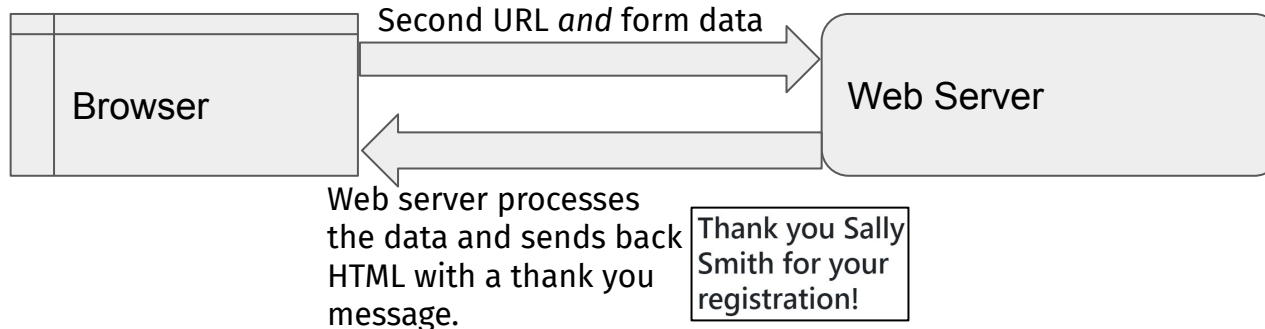 Second URL and form data
Browser
Web Server
Web server processes
the data and sends back
HTML with a thank you
message.
Thank you Sally
Smith for your
registration!